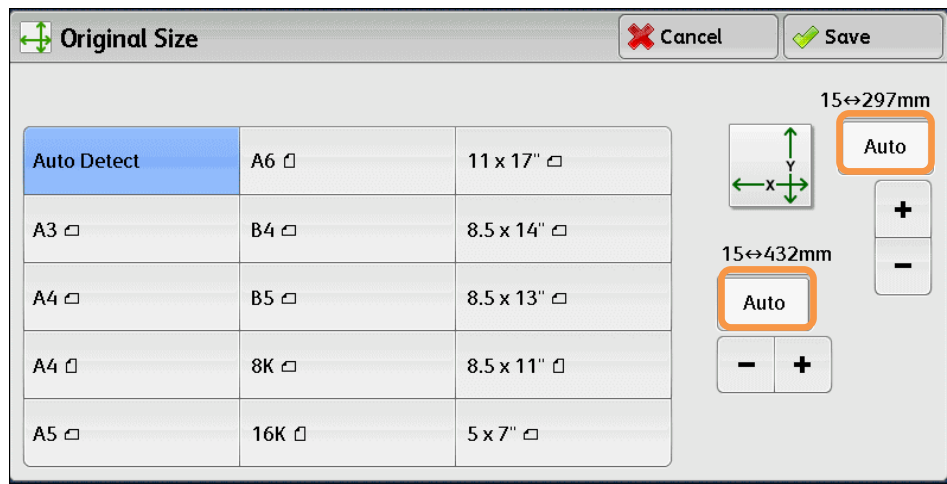 Original Size
Cancel
Save
15↔297mm
Auto
Y
X
+
−
15↔432mm
Auto
− +
Auto Detect
A6
11 x 17"
A3
B4
8.5 x 14"
A4
B5
8.5 x 13"
A4
8K
8.5 x 11"
A5
16K
5 x 7"